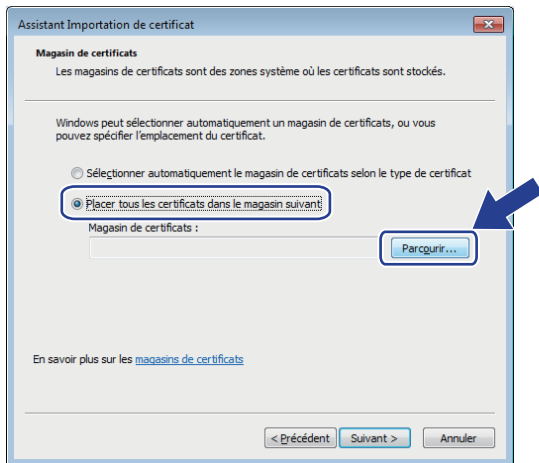 Assistant Importation de certificat
Magasin de certificats
Les magasins de certificats sont des zones système où les certificats sont stockés.
Windows peut sélectionner automatiquement un magasin de certificats, ou vous
pouvez spécifier l'emplacement du certificat.
Sélectionner automatiquement le magasin de certificats selon le type de certificat
Placer tous les certificats dans le magasin suivant
Magasin de certificats :
Parcourir...
En savoir plus sur les magasins de certificats
< Précédent
Suivant >
Annuler